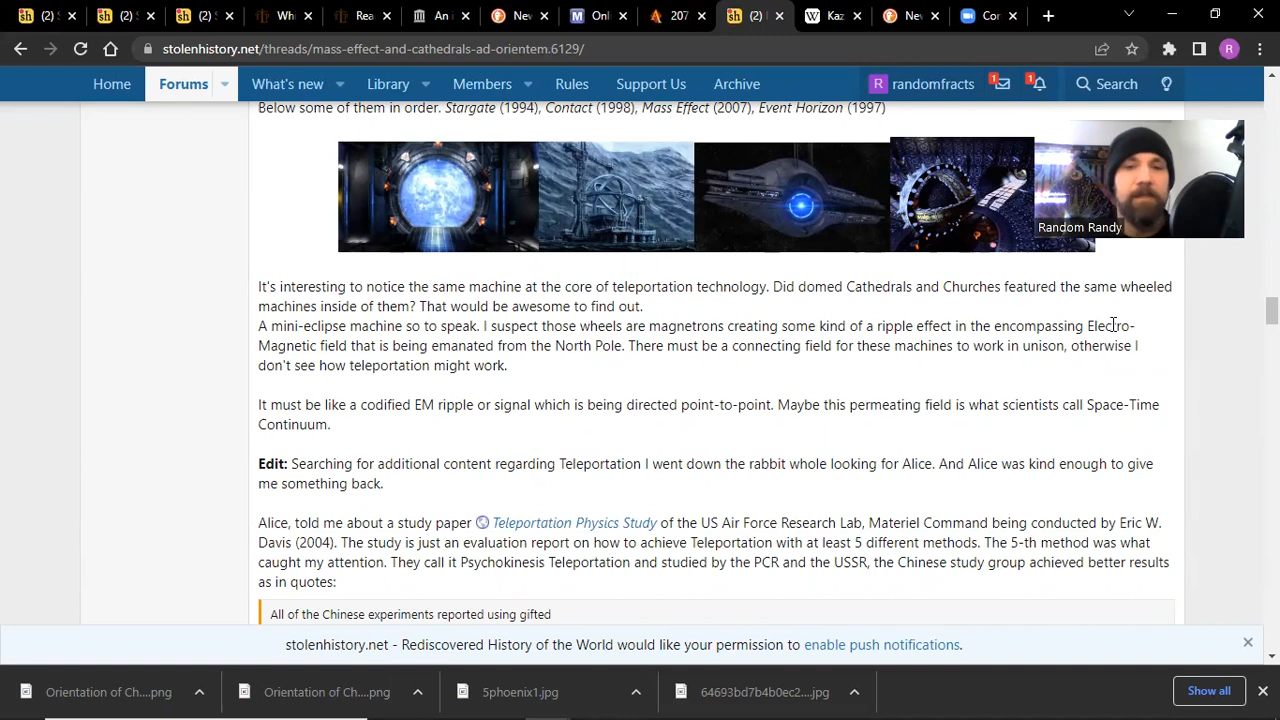 (2) S
(2) S
(2) S
Whi
Rea
An i
Nev
Onli
207
(2)
Kaz
Nev
Cor
stolenhistory.net/threads/mass-effect-and-cathedrals-ad-orientem.6129/
R
Home Forums What's new Library Members Rules Support Us Archive R randomfracts 1 1 Search
Below some of them in order. Stargate (1994), Contact (1998), Mass Effect (2007), Event Horizon (1997)
Random Randy
It's interesting to notice the same machine at the core of teleportation technology. Did domed Cathedrals and Churches featured the same wheeled
machines inside of them? That would be awesome to find out.
A mini-eclipse machine so to speak. I suspect those wheels are magnetrons creating some kind of a ripple effect in the encompassing Electro-
Magnetic field that is being emanated from the North Pole. There must be a connecting field for these machines to work in unison, otherwise I
don't see how teleportation might work.
It must be like a codified EM ripple or signal which is being directed point-to-point. Maybe this permeating field is what scientists call Space-Time
Continuum.
Edit: Searching for additional content regarding Teleportation I went down the rabbit whole looking for Alice. And Alice was kind enough to give
me something back.
Alice, told me about a study paper Teleportation Physics Study of the US Air Force Research Lab, Materiel Command being conducted by Eric W.
Davis (2004). The study is just an evaluation report on how to achieve Teleportation with at least 5 different methods. The 5-th method was what
caught my attention. They call it Psychokinesis Teleportation and studied by the PCR and the USSR, the Chinese study group achieved better results
as in quotes:
All of the Chinese experiments reported using gifted
stolenhistory.net - Rediscovered History of the World would like your permission to enable push notifications.
Orientation of Ch....png
Orientation of Ch....png
5phoenix1.jpg
64693bd7b4b0ec2....jpg
Show all